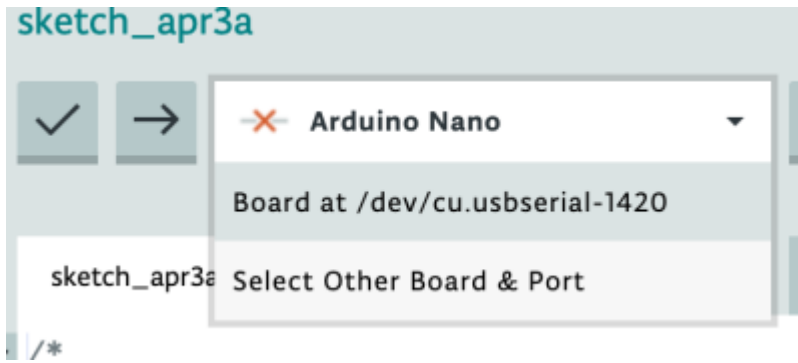 sketch_apr3a
Arduino Nano
Board at /dev/cu.usbserial-1420
sketch_apr3a
Select Other Board & Port
/*